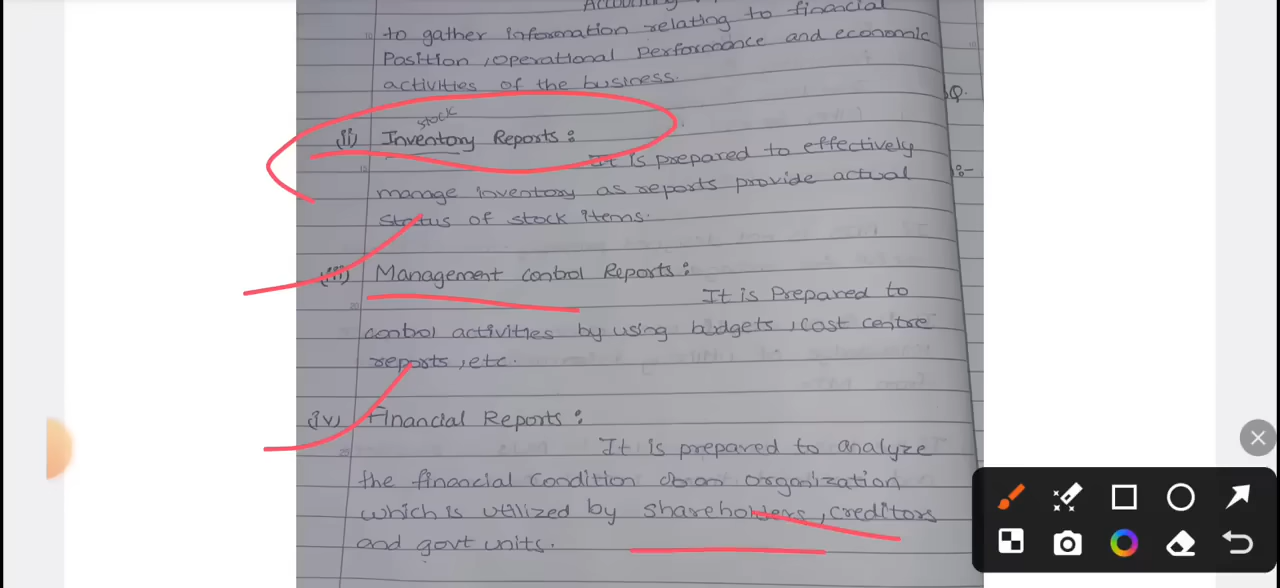 Accounting
to gather information relating to financial
Position, operational performance and economic
activities of the business.
Q.
stock
(ii) Inventory Reports:
It is prepared to effectively
:-
manage inventory as reports provide actual
status of stock items.
(iii) Management control Reports:
It is Prepared to
control activities by using budgets, cost centre
reports, etc.
(iv) Financial Reports:
It is prepared to analyze
the financial condition of an organization
which is utilized by shareholders, creditors
and govt units.